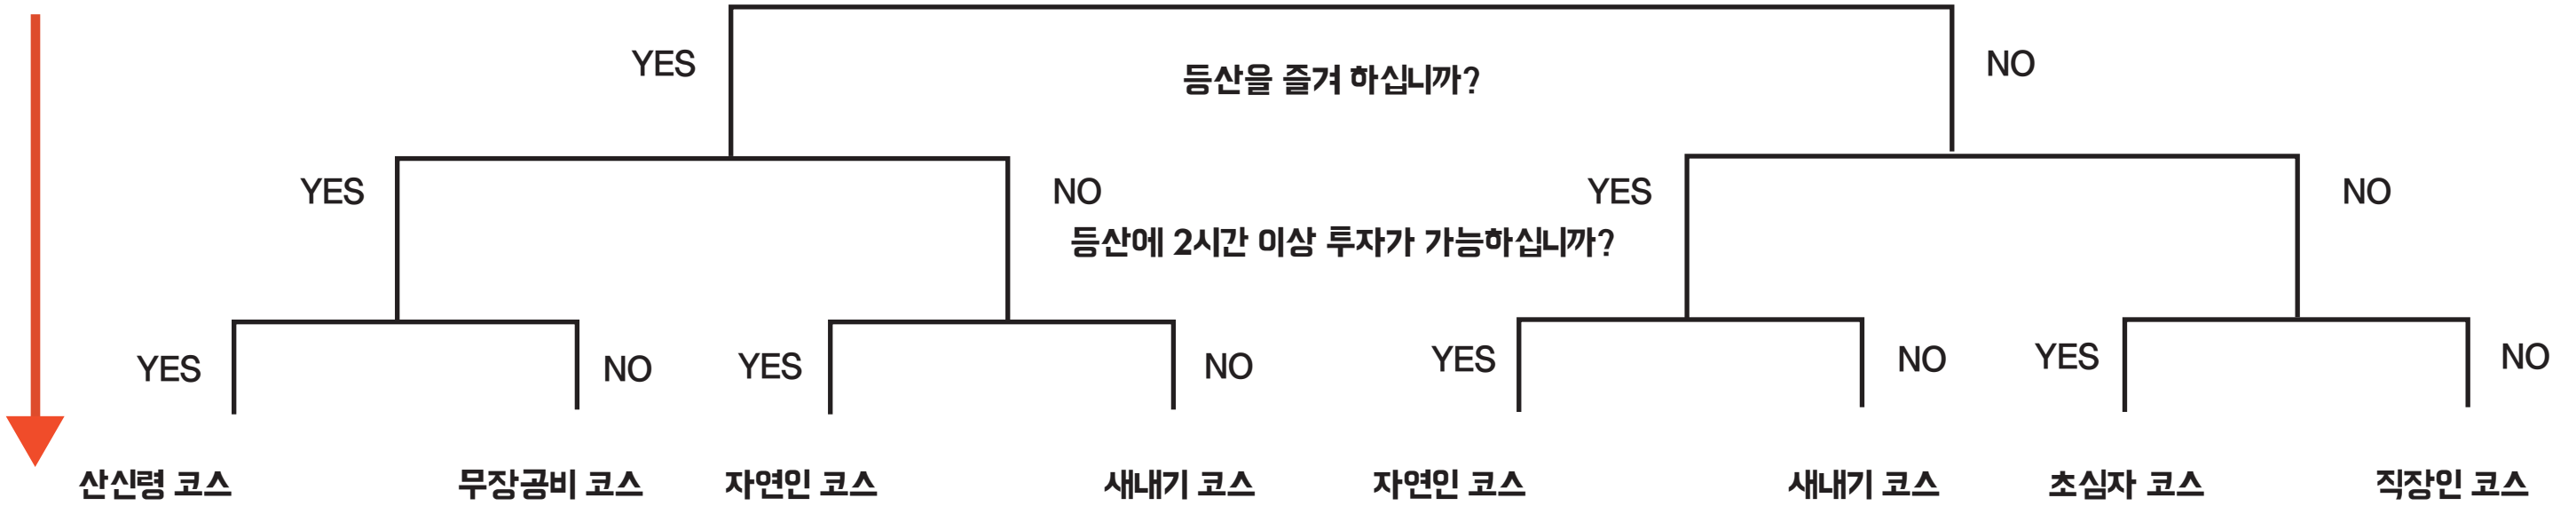 YES
등산을 즐겨 하십니까?
NO
YES
NO
YES
NO
등산에 2시간 이상 투자가 가능하십니까?
YES
NO
YES
NO
YES
NO
YES
NO
산신령 코스
무장공비 코스
자연인 코스
새내기 코스
자연인 코스
새내기 코스
초심자 코스
직장인 코스